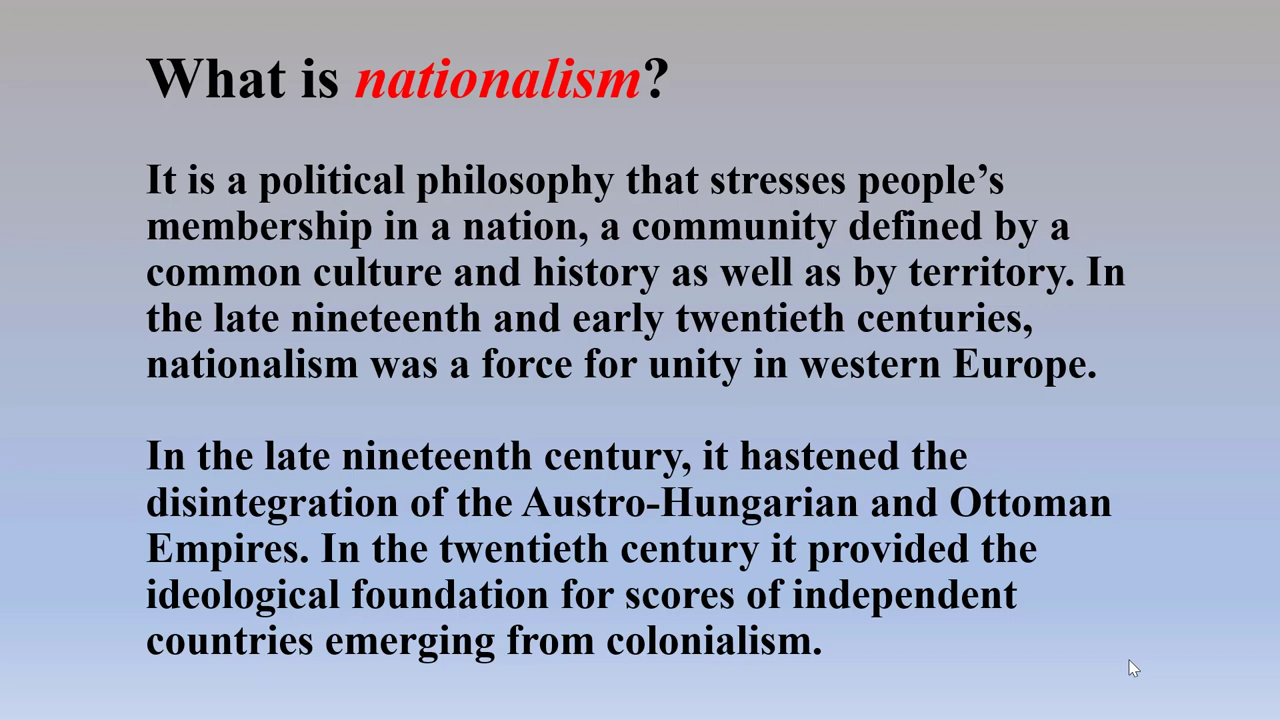 What is nationalism?
It is a political philosophy that stresses people’s
membership in a nation, a community defined by a
common culture and history as well as by territory. In
the late nineteenth and early twentieth centuries,
nationalism was a force for unity in western Europe.
In the late nineteenth century, it hastened the
disintegration of the Austro-Hungarian and Ottoman
Empires. In the twentieth century it provided the
ideological foundation for scores of independent
countries emerging from colonialism.